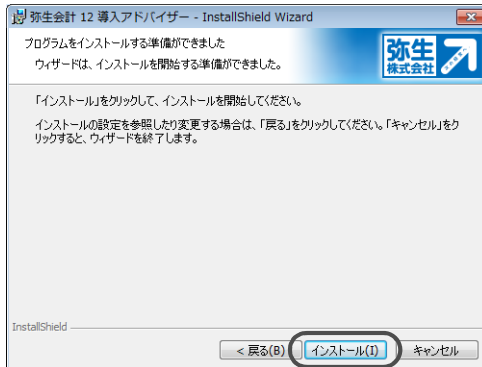 弥生会計 12 導入アドバイザー - InstallShield Wizard
プログラムをインストールする準備ができました
ウィザードは、インストールを開始する準備ができました。
弥生
株式会社
「インストール」をクリックして、インストールを開始してください。
インストールの設定を参照したり変更する場合は、「戻る」をクリックしてください。「キャンセル」をク
リックすると、ウィザードを終了します。
InstallShield
< 戻る(B)
インストール(I)
キャンセル